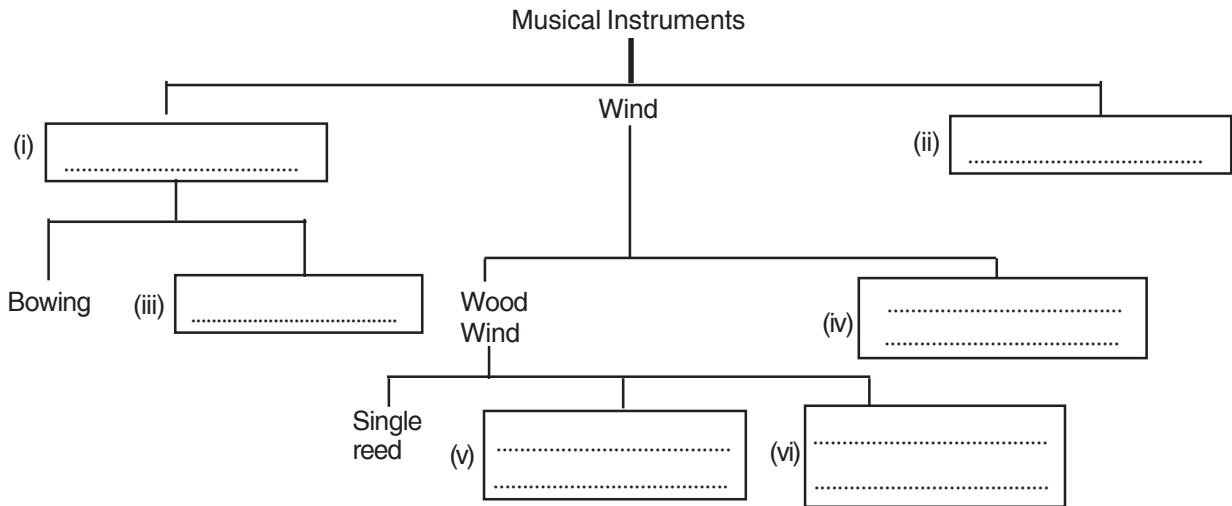 Musical Instruments
Wind
(i)
.........................................
(ii)
.........................................
Bowing
(iii)
....................................
Wood
Wind
(iv)
.........................................
.........................................
Single
reed
(v)
.........................................
.........................................
(vi)
.........................................
.........................................